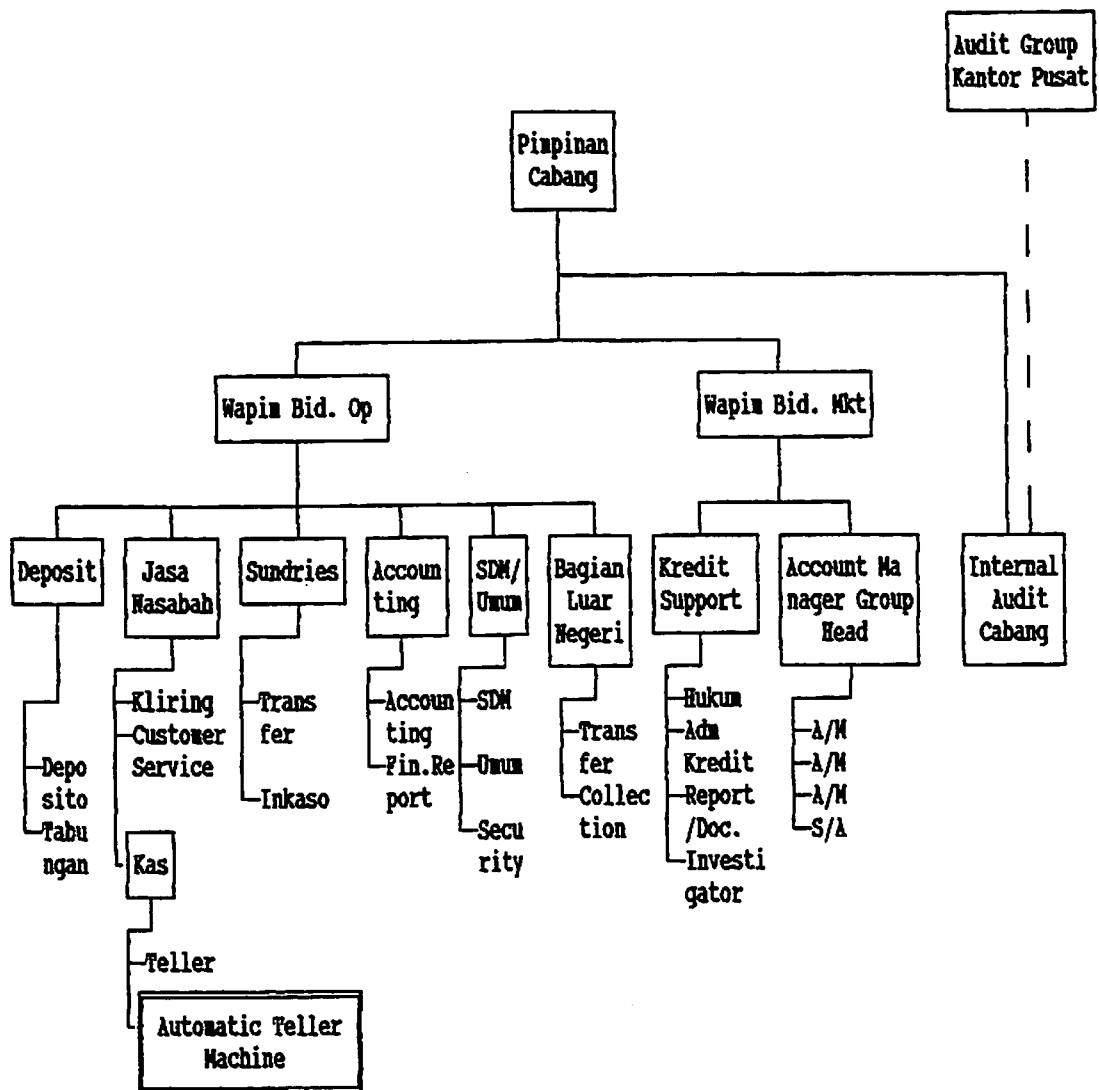 Audit Group
Kantor Pusat
Pimpinan
Cabang
Wapim Bid. Op
Wapim Bid. Mkt
Deposit
Jasa
Nasabah
Sundries
Accoun
ting
SDM/
Umum
Bagian
Luar
Negeri
Kredit
Support
Account Ma
nager Group
Head
Internal
Audit
Cabang
Depo
sito
Tabu
ngan
Kliring
Customer
Service
Kas
Teller
Automatic Teller
Machine
Trans
fer
Inkaso
Accoun
ting
Fin.Re
port
SDM
Umum
Secu
rity
Trans
fer
Collec
tion
Hukum
Adm
Kredit
Report
/Doc.
Investi
gator
A/M
A/M
A/M
S/A